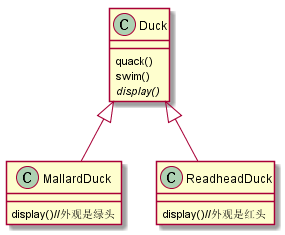 C Duck
quack()
swim()
display()
C MallardDuck
display()//外观是绿头
C ReadheadDuck
display()//外观是红头